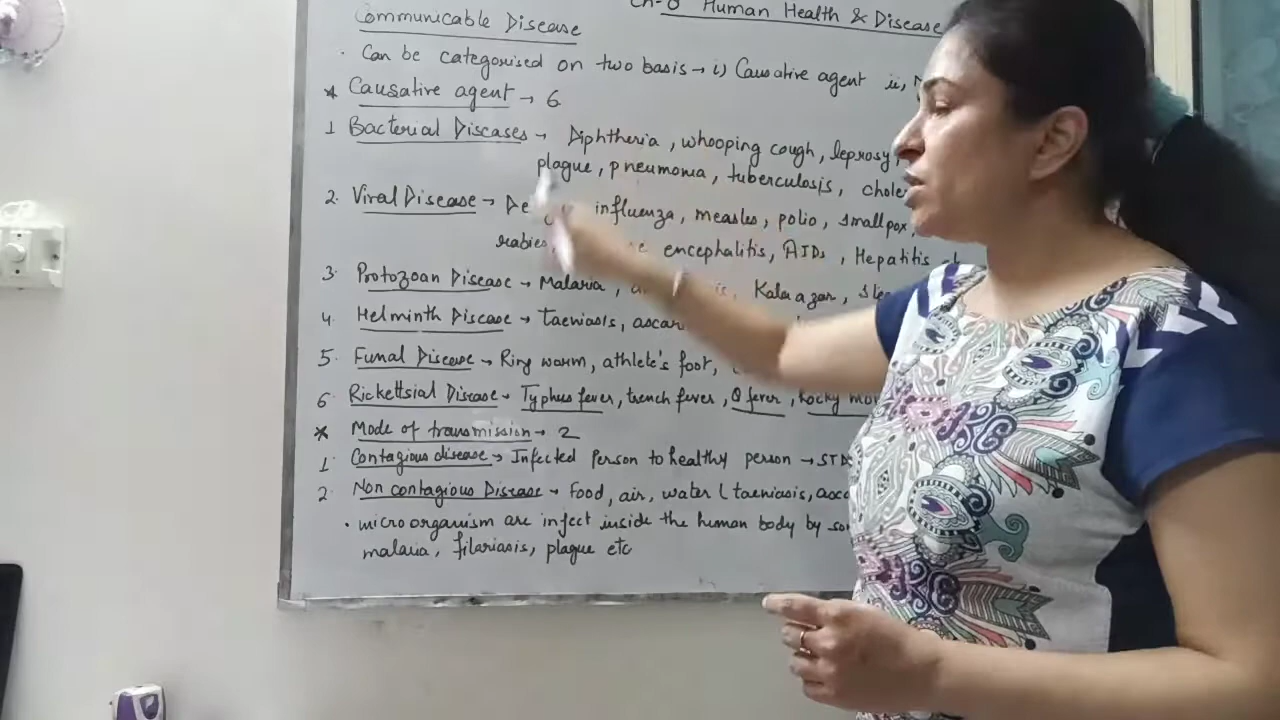 Ch-8 Human Health & Disease
Communicable Disease
· Can be categorised on two basis → i) Causative agent ii,
* Causative agent → 6
1 Bacterial Diseases → Diphtheria, whooping cough, leprosy,
plague, pneumonia, tuberculosis,
2. Viral Disease → influenza, measles, polio, smallpox,
rabies, encephalitis, AIDs, Hepatitis
3. Protozoan Disease → Malaria, Kala azar,
4. Helminth Disease → taeniasis,
5. Funal Disease → Ring worm, athlete's foot,
6. Rickettsial Disease → Typhus fever, trench fever, Q fever, Rocky
* Mode of transmission → 2
1. Contagious disease → Infected Person to healthy person →
2. Non contagious Disease → Food, air, water ( taeniasis,
· micro organism are infect inside the human body by
malaria, filariasis, plague etc